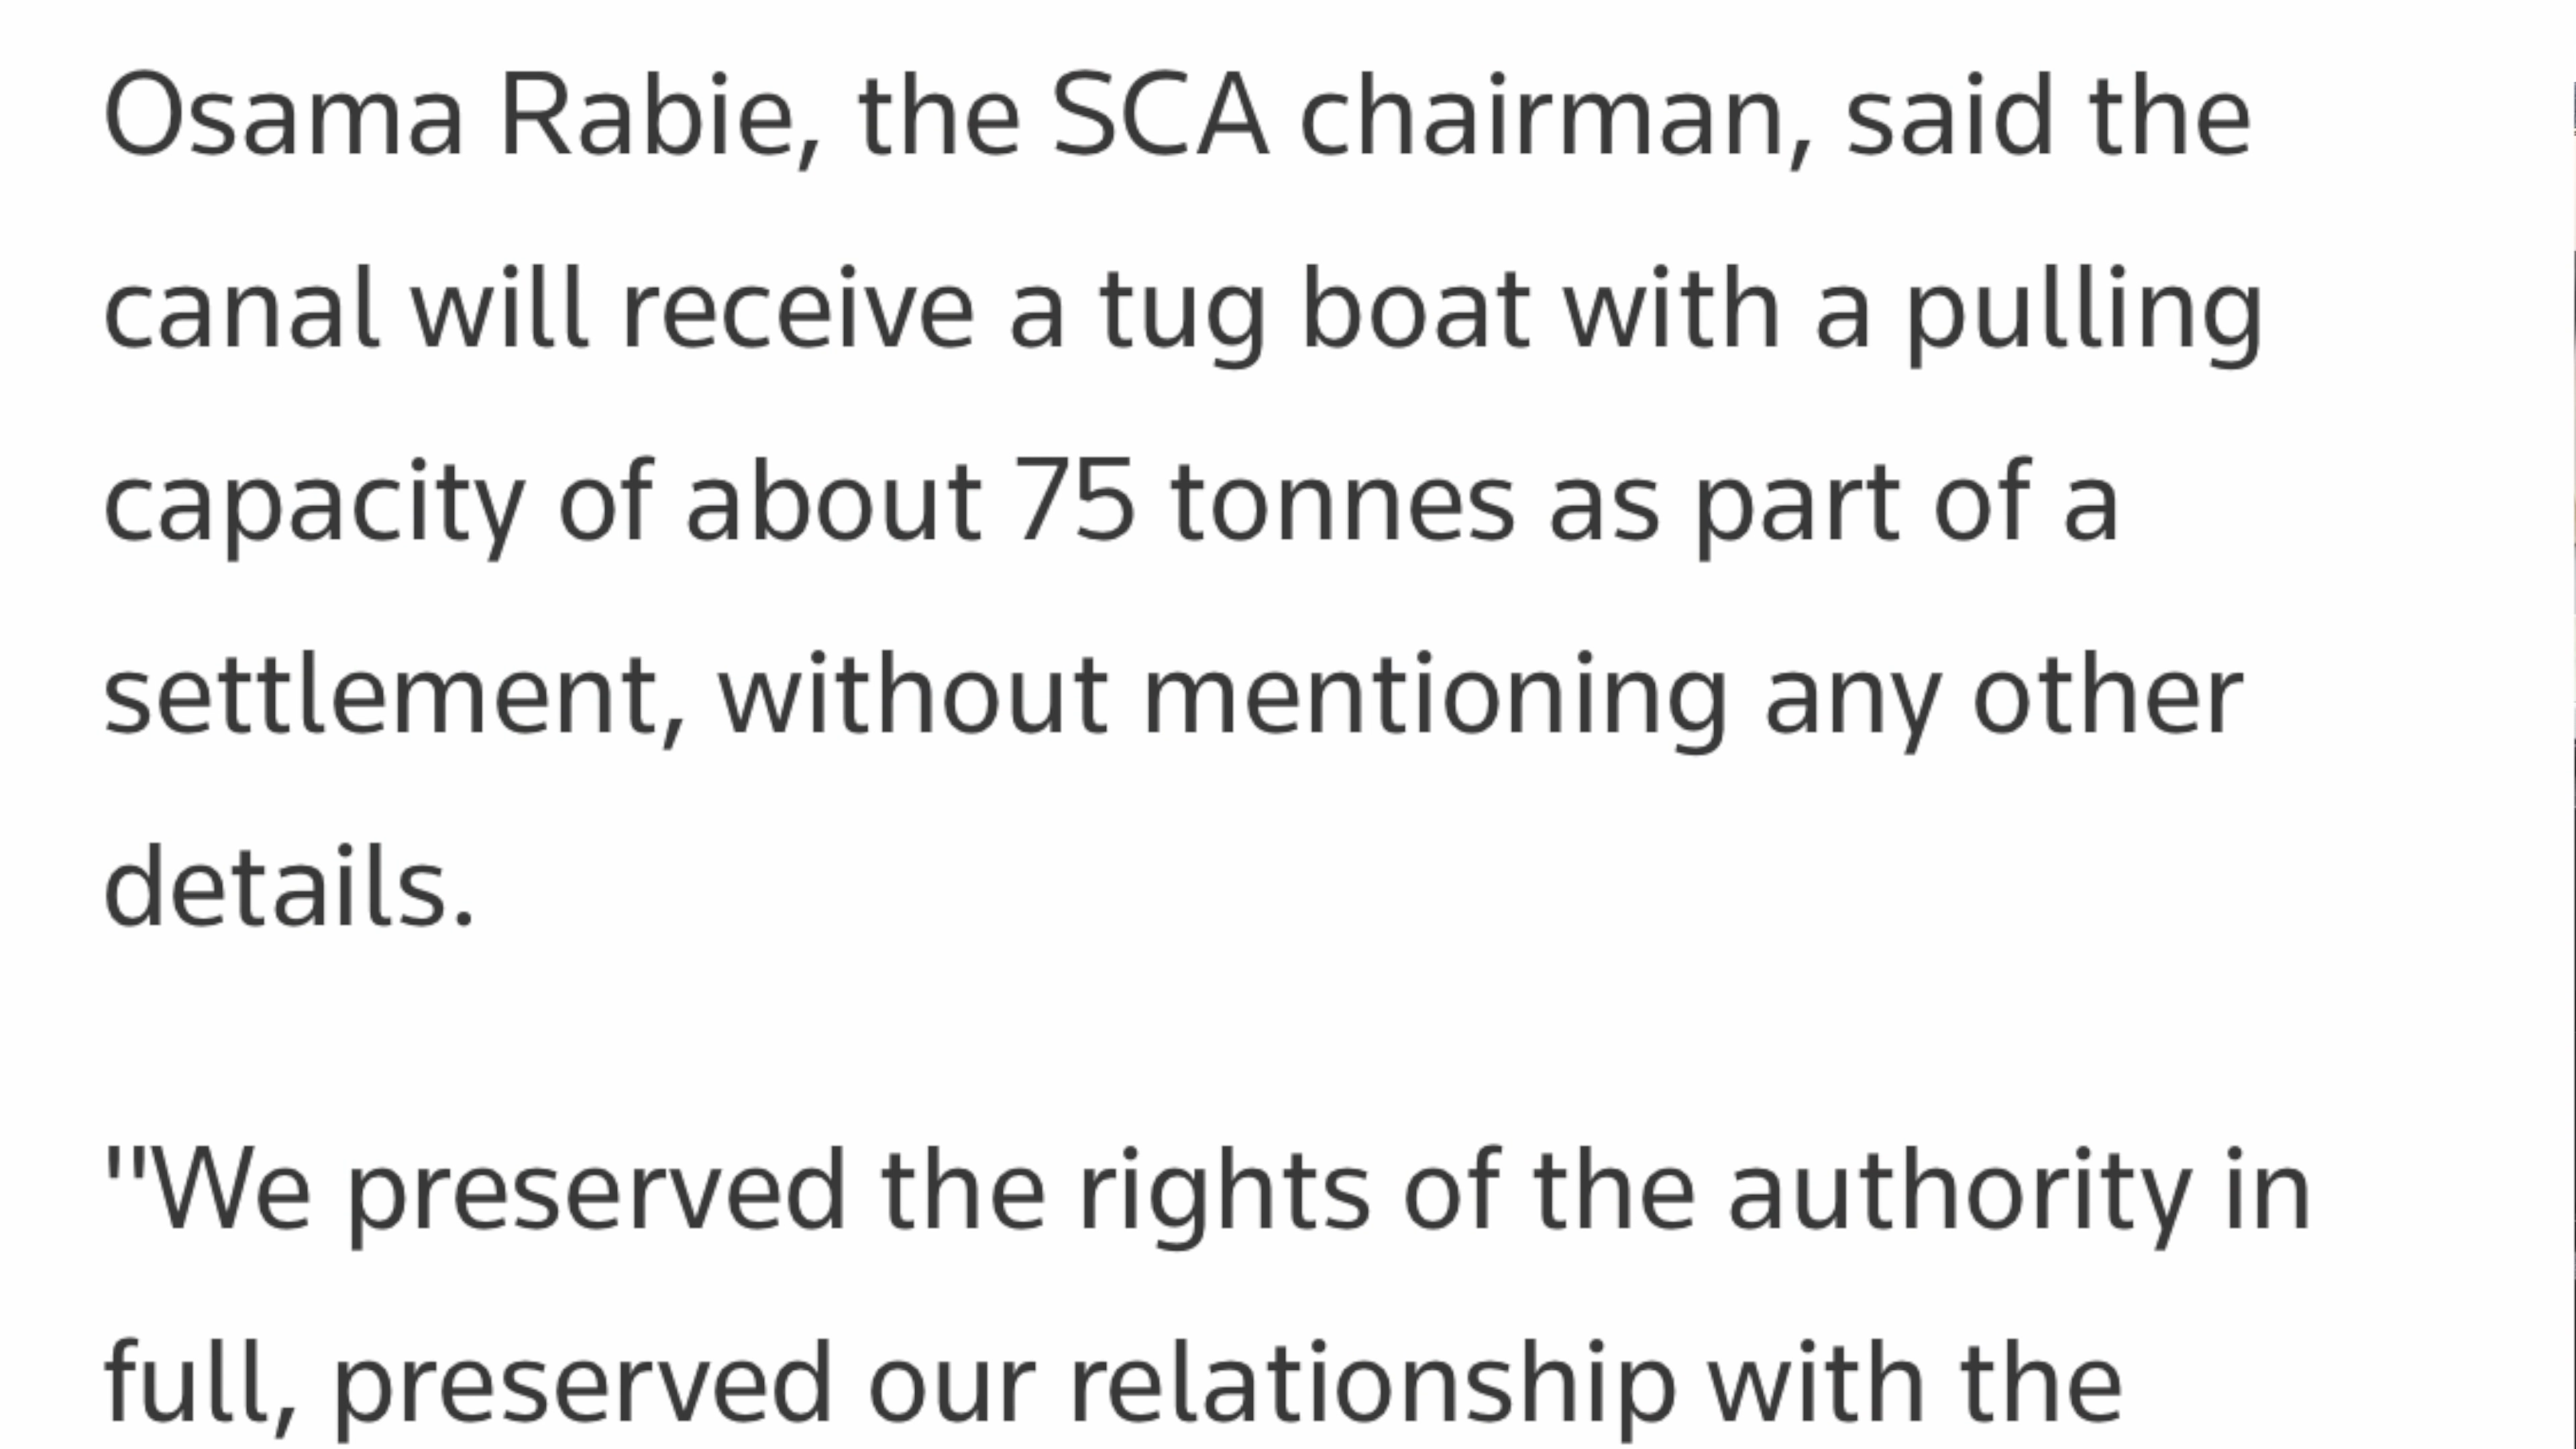 Osama Rabie, the SCA chairman, said the
canal will receive a tug boat with a pulling
capacity of about 75 tonnes as part of a
settlement, without mentioning any other
details.
"We preserved the rights of the authority in
full, preserved our relationship with the